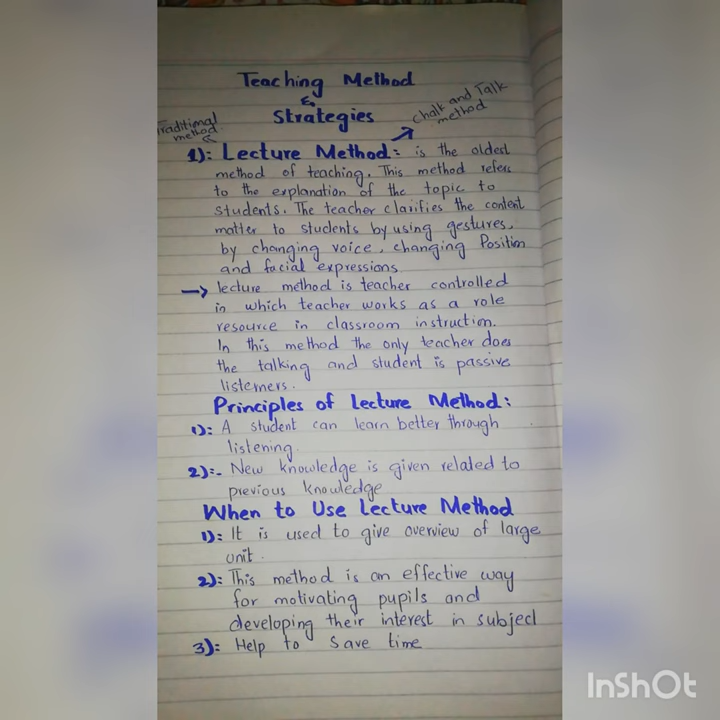 Teaching Method
&
Strategies
Chalk and Talk
method
Traditional
method
1): Lecture Method: is the oldest
method of teaching. This method refers
to the explanation of the topic to
students. The teacher clarifies the content
matter to students by using gestures,
by changing voice, changing Position
and facial expressions
→ lecture method is teacher controlled
in which teacher works as a role
resource in classroom instruction.
In this method the only teacher does
the talking and student is passive
listerners.
Principles of Lecture Method:
1): A student can learn better through
listening.
2):- New knowledge is given related to
previous knowledge
When to Use Lecture Method
1): It is used to give overview of large
unit.
2): This method is an effective way
for motivating pupils and
developing their interest in subject
3): Help to save time
InShOt